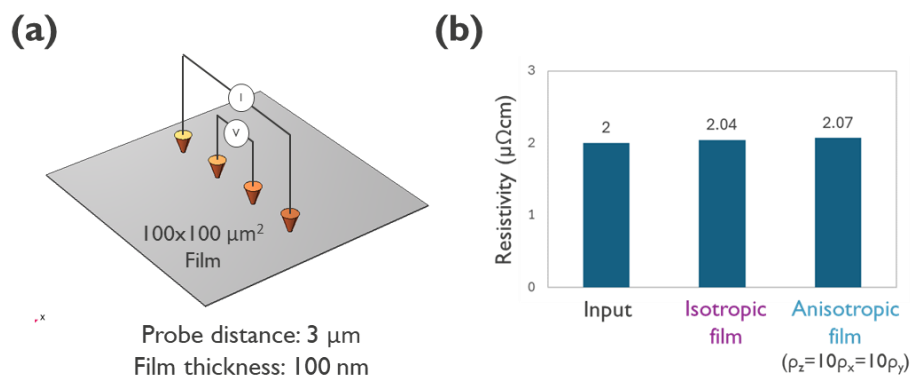 (a)
I
V
100x100 μm²
Film
x
Probe distance: 3 μm
Film thickness: 100 nm
(b)
Resistivity (μΩcm)
3
2
1
0
2
2.04
2.07
Input
Isotropic
film
Anisotropic
film
(ρz=10ρx=10ρy)